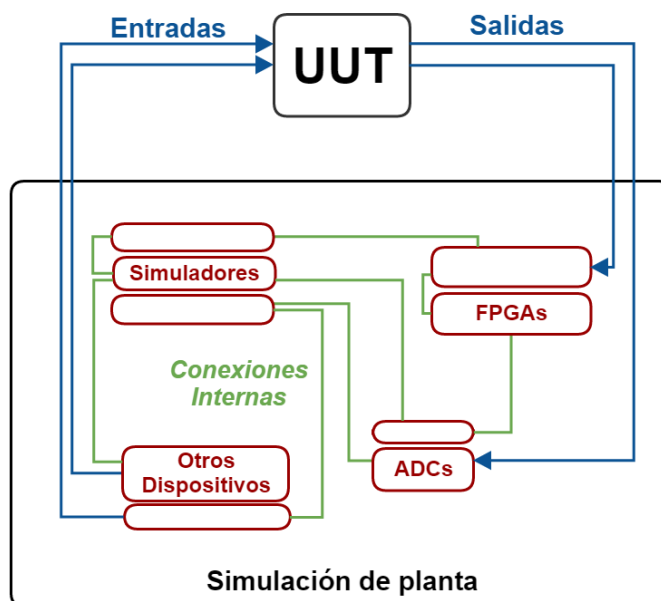 Entradas
Salidas
UUT
Simuladores
FPGAs
Conexiones
Internas
Otros
Dispositivos
ADCs
Simulación de planta